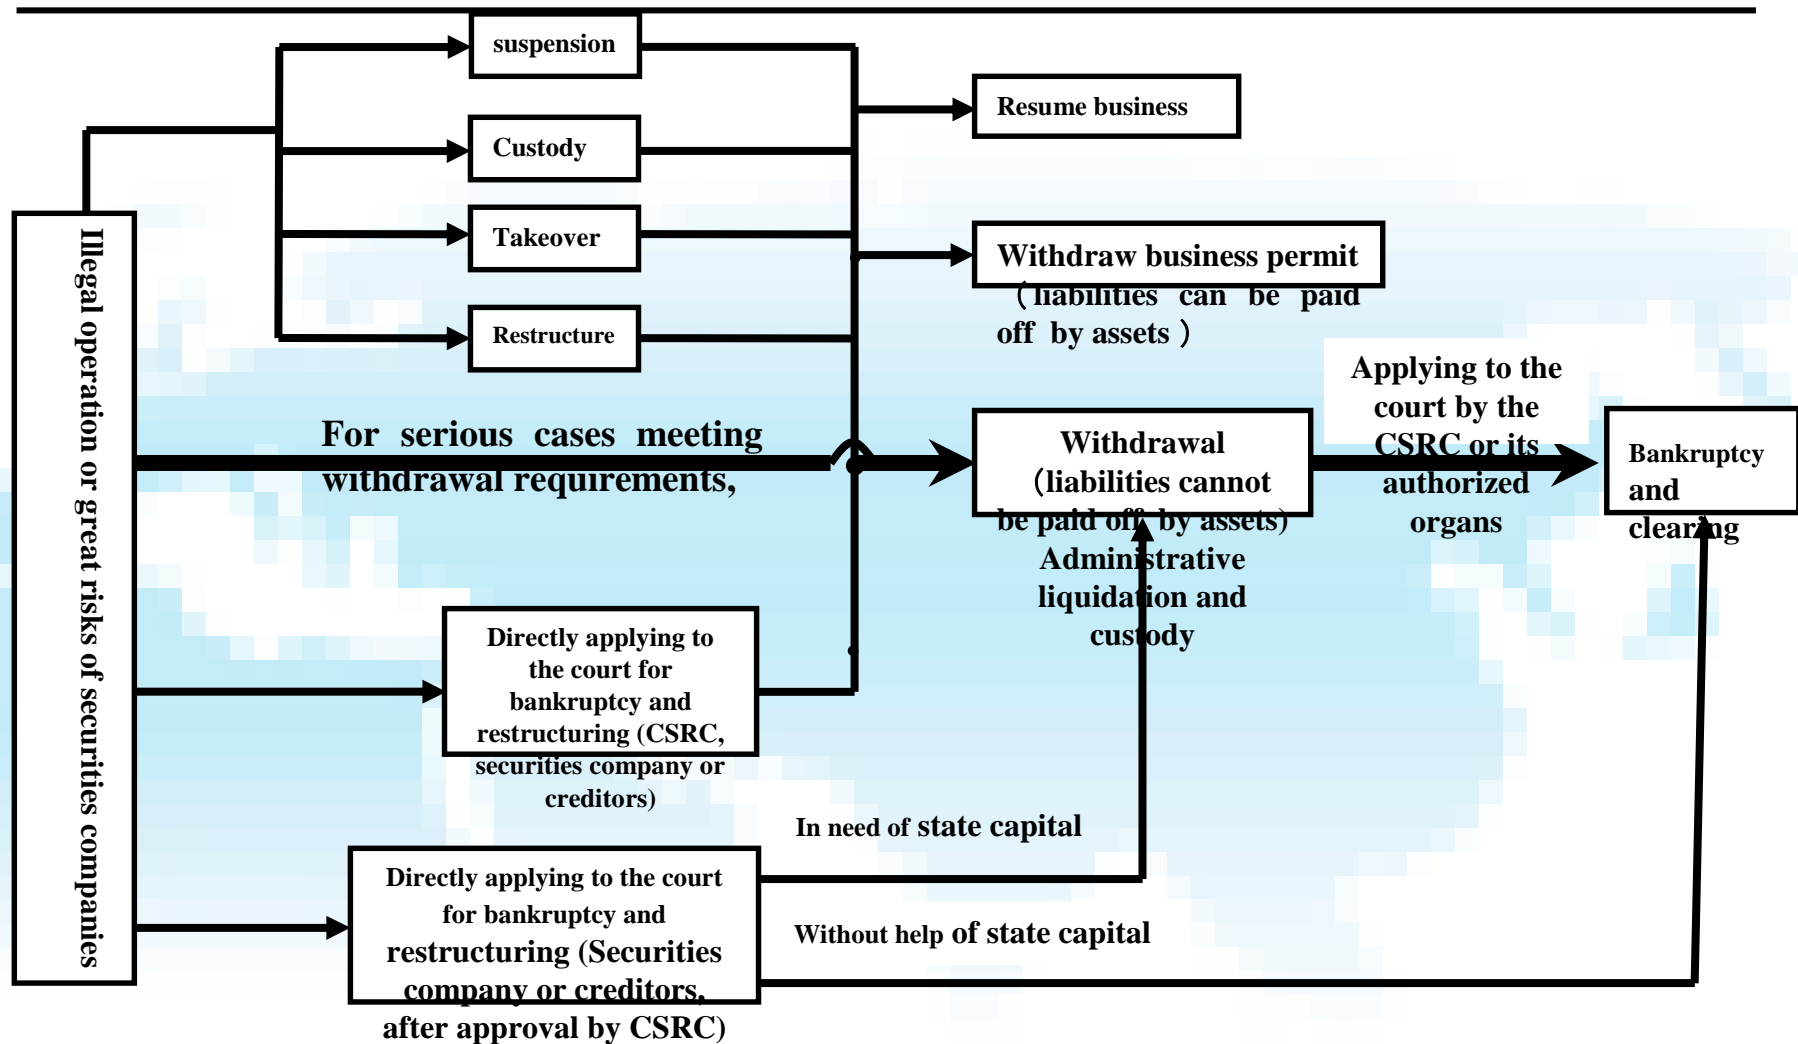 suspension
Custody
Takeover
Restructure
Resume business
Withdraw business permit
（liabilities can be paid
off by assets ）
Illegal operation or great risks of securities companies
For serious cases meeting
withdrawal requirements,
Withdrawal
（liabilities cannot
be paid off by assets)
Administrative
liquidation and
custody
Applying to the
court by the
CSRC or its
authorized
organs
Bankruptcy
and
clearing
Directly applying to
the court for
bankruptcy and
restructuring (CSRC,
securities company or
creditors)
In need of state capital
Directly applying to the court
for bankruptcy and
restructuring (Securities
company or creditors,
after approval by CSRC)
Without help of state capital